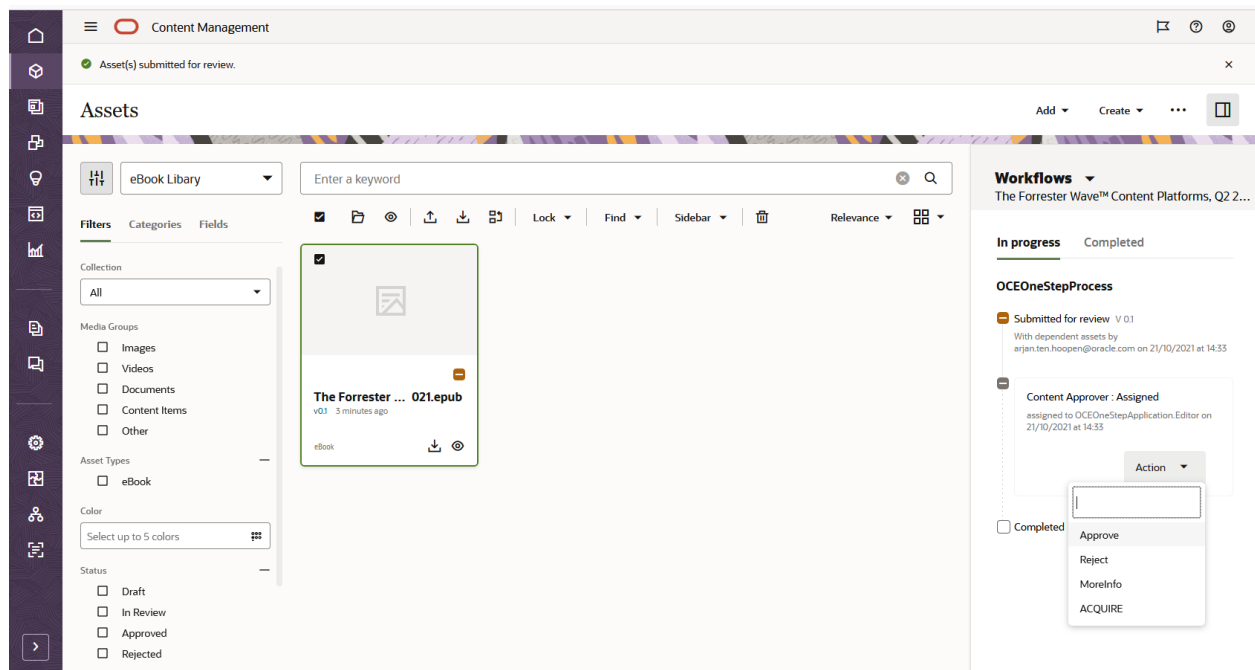 Content Management
Asset(s) submitted for review.
Assets
Add
Create
eBook Libary
Enter a keyword
Filters
Categories
Fields
Lock
Find
Sidebar
Relevance
Collection
All
Media Groups
Images
Videos
Documents
Content Items
Other
Asset Types
eBook
Color
Select up to 5 colors
Status
Draft
In Review
Approved
Rejected
The Forrester ... 021.epub
v0.1 3 minutes ago
eBook
Workflows
The Forrester Wave™ Content Platforms, Q2 2...
In progress
Completed
OCEOneStepProcess
Submitted for review V 0.1
With dependent assets by
arjan.ten.hoopen@oracle.com on 21/10/2021 at 14:33
Content Approver : Assigned
assigned to OCEOneStepApplication.Editor on
21/10/2021 at 14:33
Action
Completed
Approve
Reject
MoreInfo
ACQUIRE